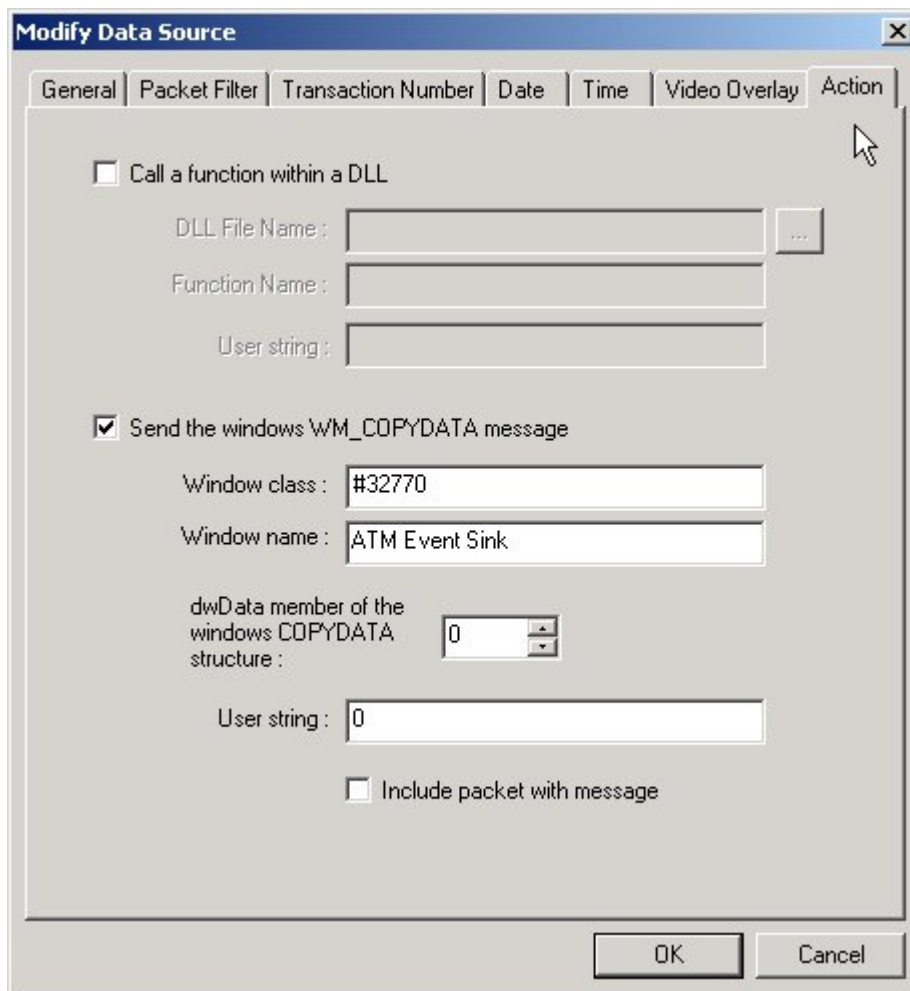 Modify Data Source
General Packet Filter Transaction Number Date Time Video Overlay Action
Call a function within a DLL
DLL File Name :
...
Function Name :
User string :
Send the windows WM_COPYDATA message
Window class : #32770
Window name : ATM Event Sink
dwData member of the
windows COPYDATA
structure :
0
User string : 0
Include packet with message
OK Cancel